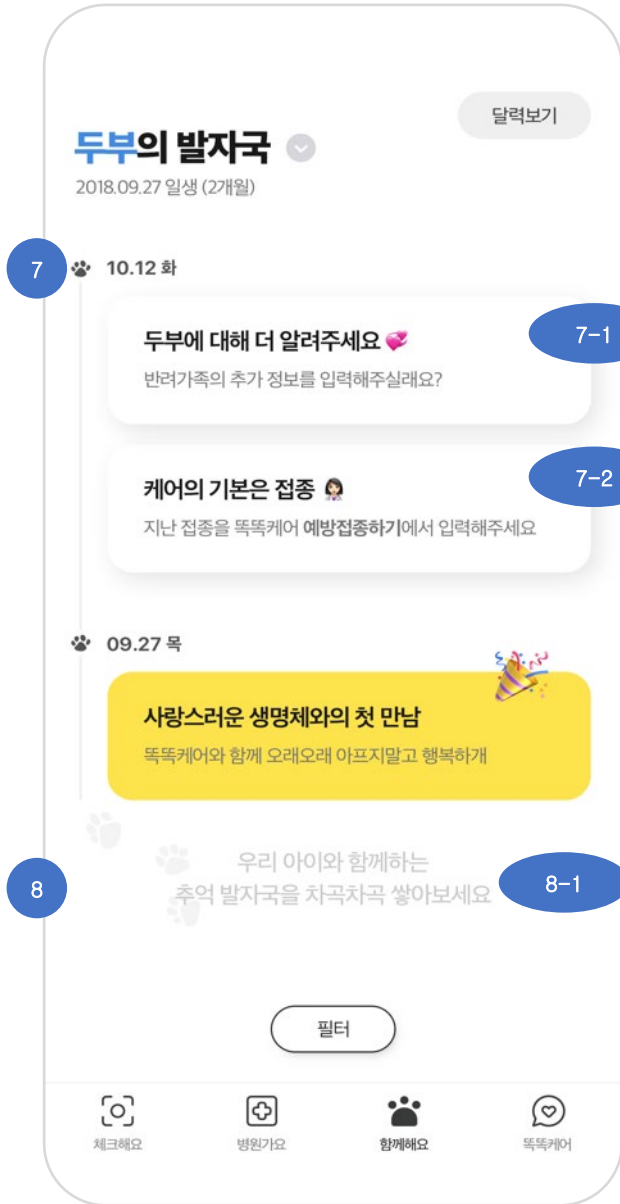 달력보기
두부의 발자국
2018.09.27 일생 (2개월)
7
10.12 화
두부에 대해 더 알려주세요
7-1
반려가족의 추가 정보를 입력해주실래요?
케어의 기본은 접종
7-2
지난 접종을 똑똑케어 예방접종하기에서 입력해주세요
09.27 목
사랑스러운 생명체와의 첫 만남
똑똑케어와 함께 오래오래 아프지말고 행복하개
우리 아이와 함께하는
8
추억 발자국을 차곡차곡 쌓아보세요
8-1
필터
체크해요
병원가요
함께해요
똑똑케어